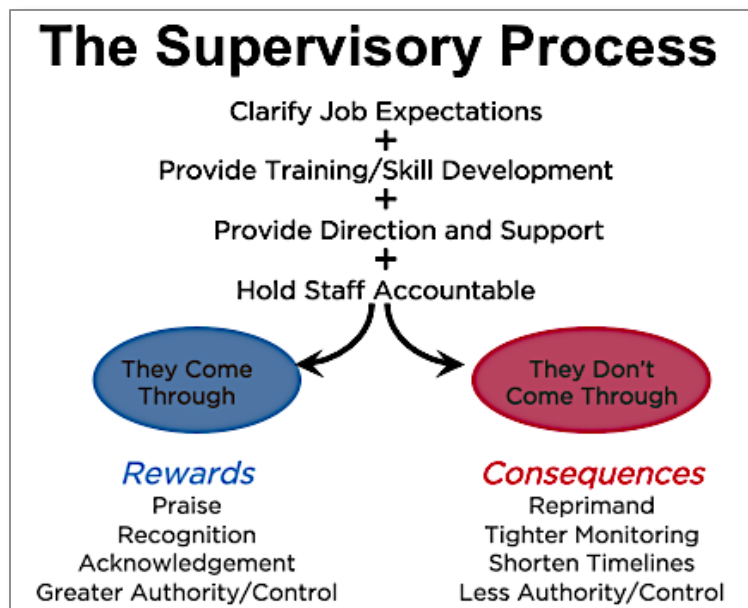 The Supervisory Process
Clarify Job Expectations
+
Provide Training/Skill Development
+
Provide Direction and Support
+
Hold Staff Accountable
They Come
Through
They Don't
Come Through
Rewards
Praise
Recognition
Acknowledgement
Greater Authority/Control
Consequences
Reprimand
Tighter Monitoring
Shorten Timelines
Less Authority/Control